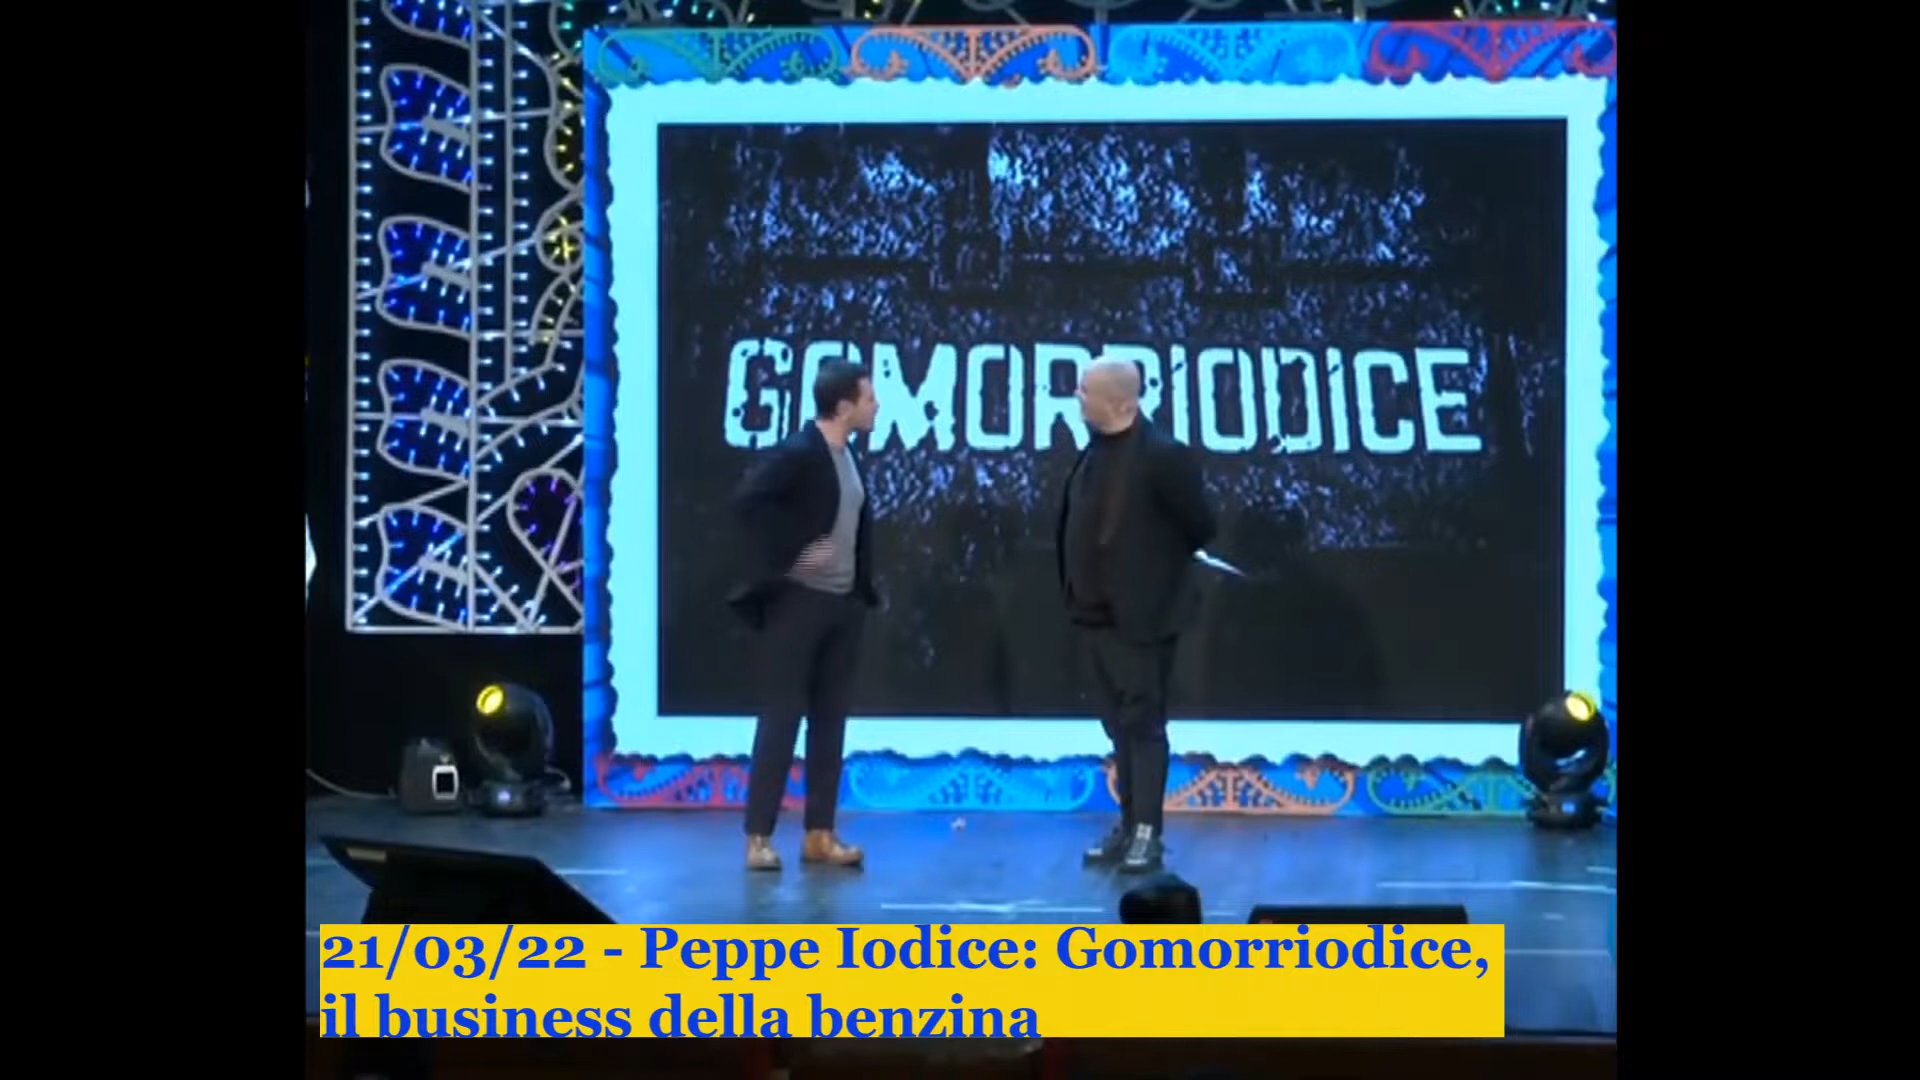 GOMORRIODICE
21/03/22 - Peppe Iodice: Gomorriodice,
il business della benzina